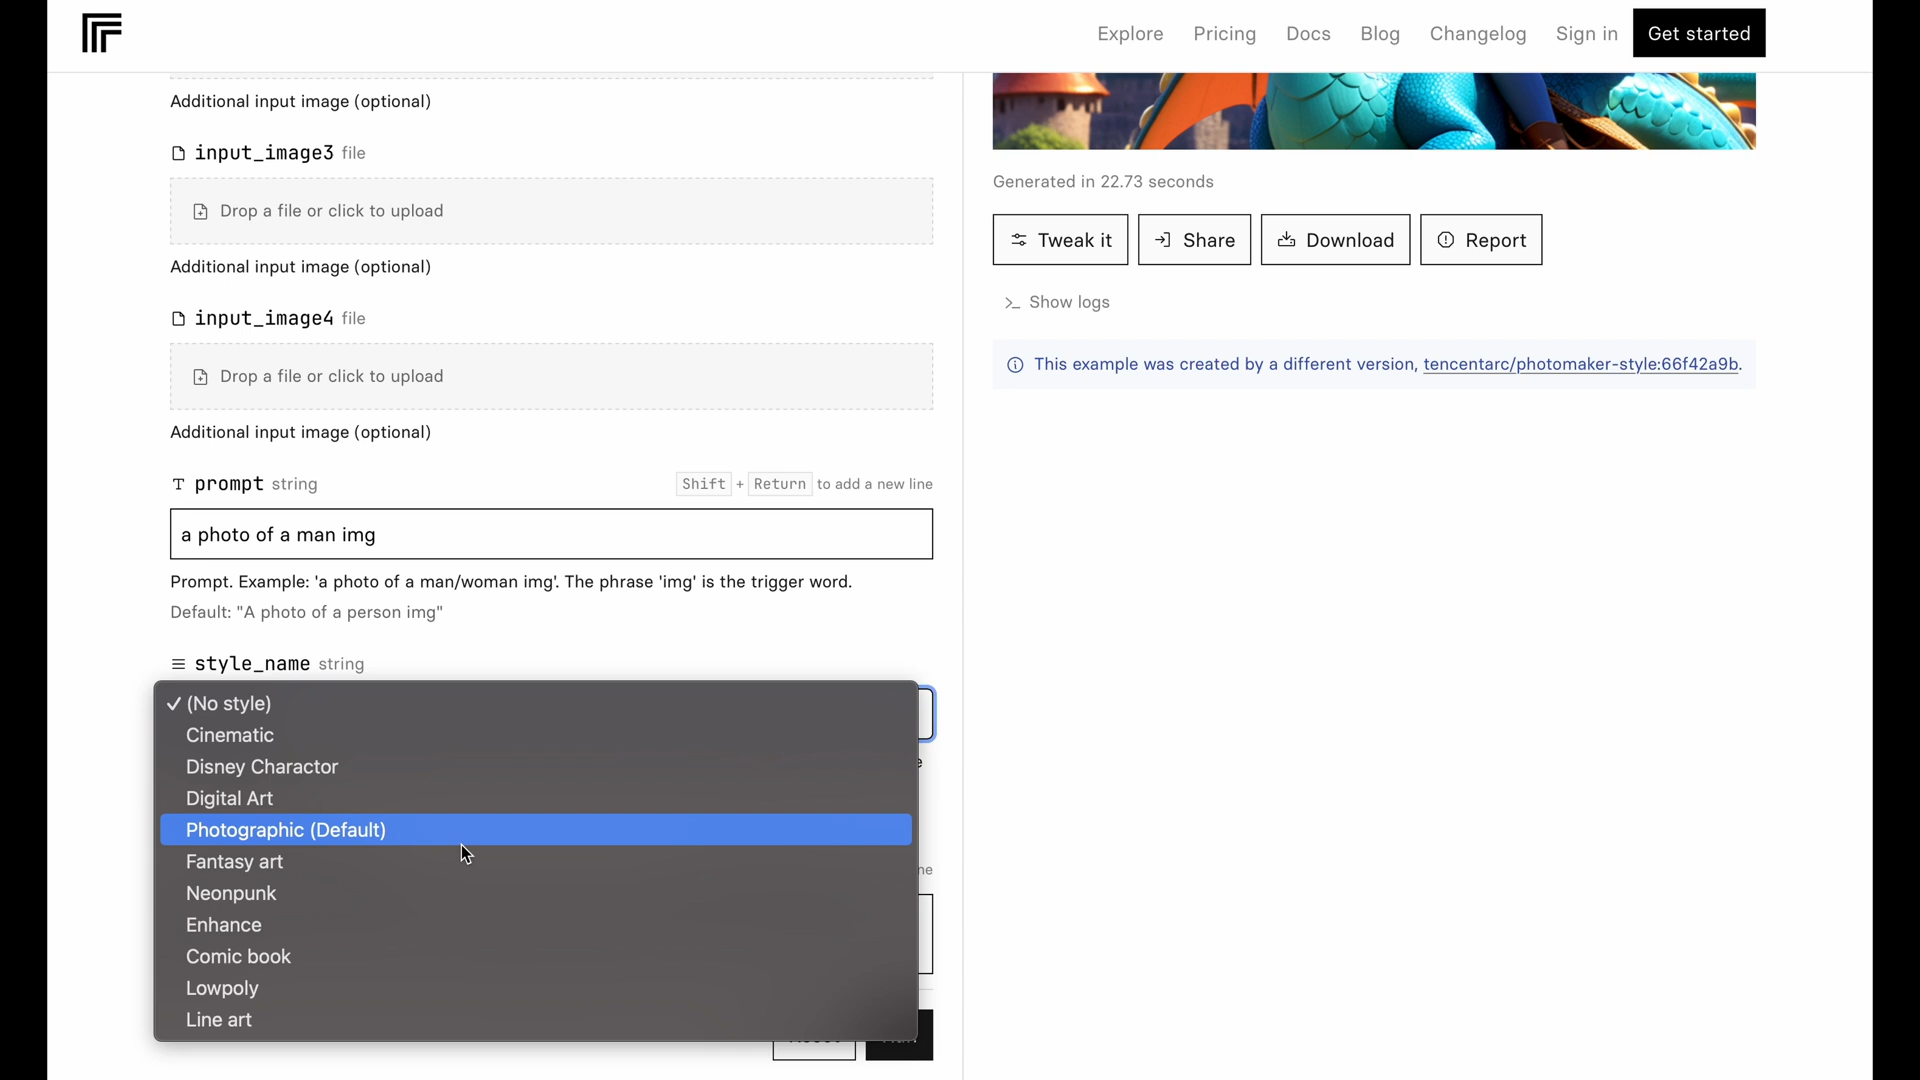 Explore Pricing Docs Blog Changelog Sign in Get started
Additional input image (optional)
input_image3 file
Drop a file or click to upload
Additional input image (optional)
input_image4 file
Drop a file or click to upload
Additional input image (optional)
prompt string Shift + Return to add a new line
a photo of a man img
Prompt. Example: 'a photo of a man/woman img'. The phrase 'img' is the trigger word.
Default: "A photo of a person img"
style_name string
(No style)
Cinematic
Disney Charactor
Digital Art
Photographic (Default)
Fantasy art
Neonpunk
Enhance
Comic book
Lowpoly
Line art
Generated in 22.73 seconds
Tweak it Share Download Report
>_ Show logs
This example was created by a different version, tencentarc/photomaker-style:66f42a9b.